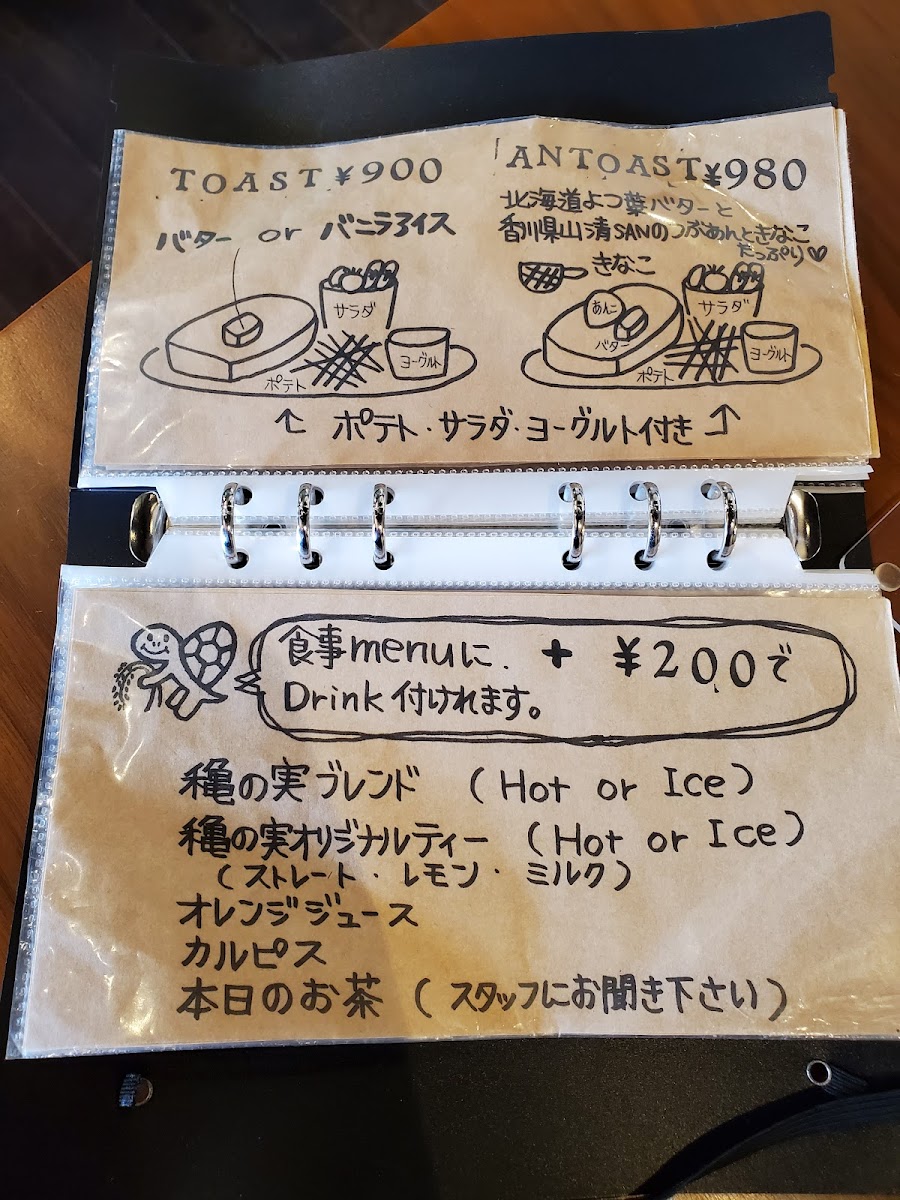 TOAST ¥900
バター or バニラアイス
サラダ
ヨーグルト
ポテト
ANTOAST ¥980
北海道よつ葉バターと
香川県山清SANのつぶあんときなこ
たっぷり♡
きなこ
サラダ
あんこ
バター
ヨーグルト
ポテト
↑ ポテト・サラダ・ヨーグルト付き ↑
食事menuに + ¥200で
Drink付けれます。
穐の実ブレンド (Hot or Ice)
穐の実オリジナルティー (Hot or Ice)
(ストレート・レモン・ミルク)
オレンジジュース
カルピス
本日のお茶 (スタッフにお聞き下さい)